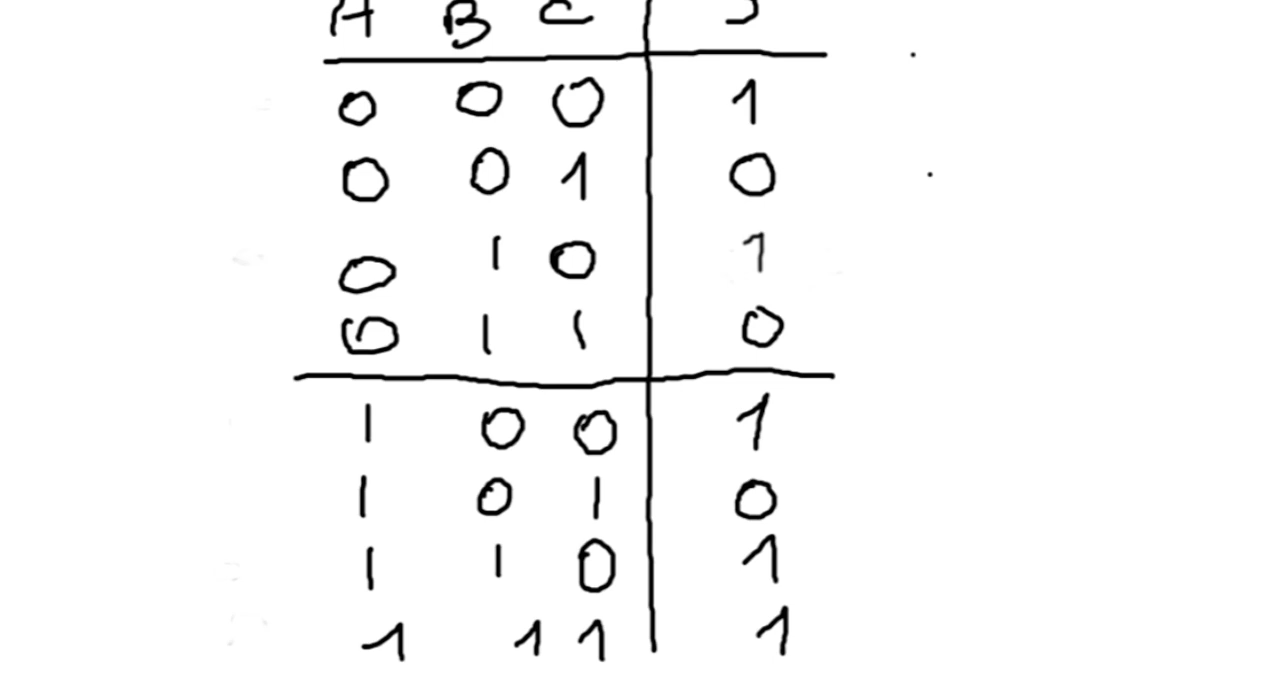 A B C S
0 0 0 1
0 0 1 0
0 1 0 1
0 1 1 0
1 0 0 1
1 0 1 0
1 1 0 1
1 1 1 1